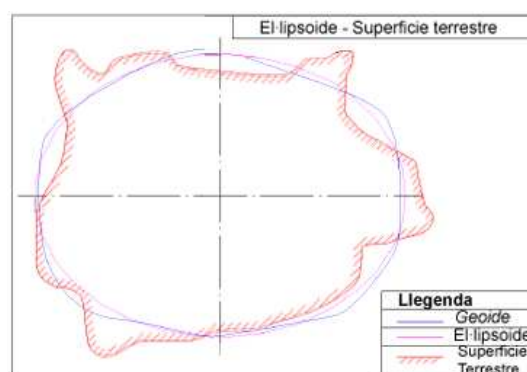 El·lipsoide - Superficie terrestre
Llegenda
Geoide
El·lipsoide
Superficie
Terrestre